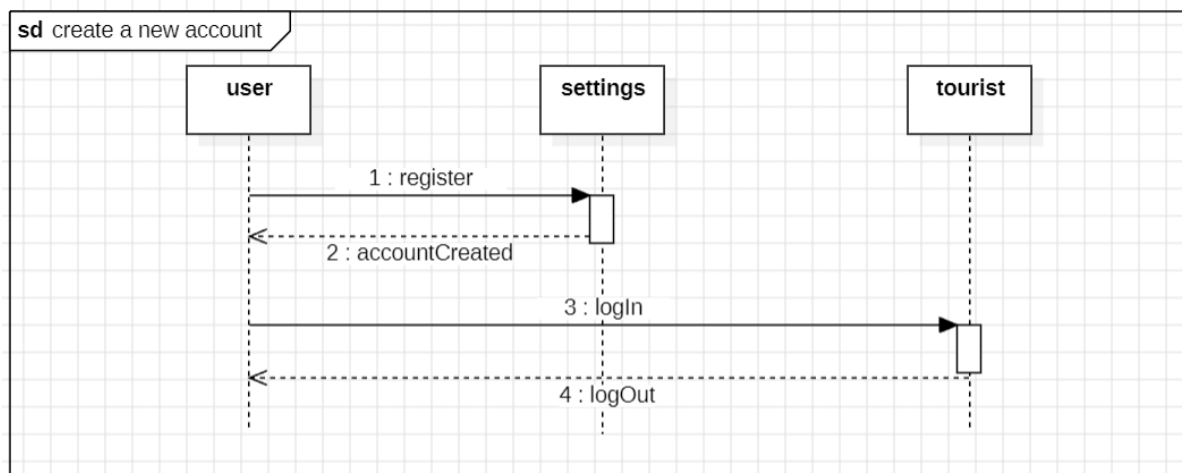 sd create a new account
user
settings
tourist
1 : register
2 : accountCreated
3 : logIn
4 : logOut